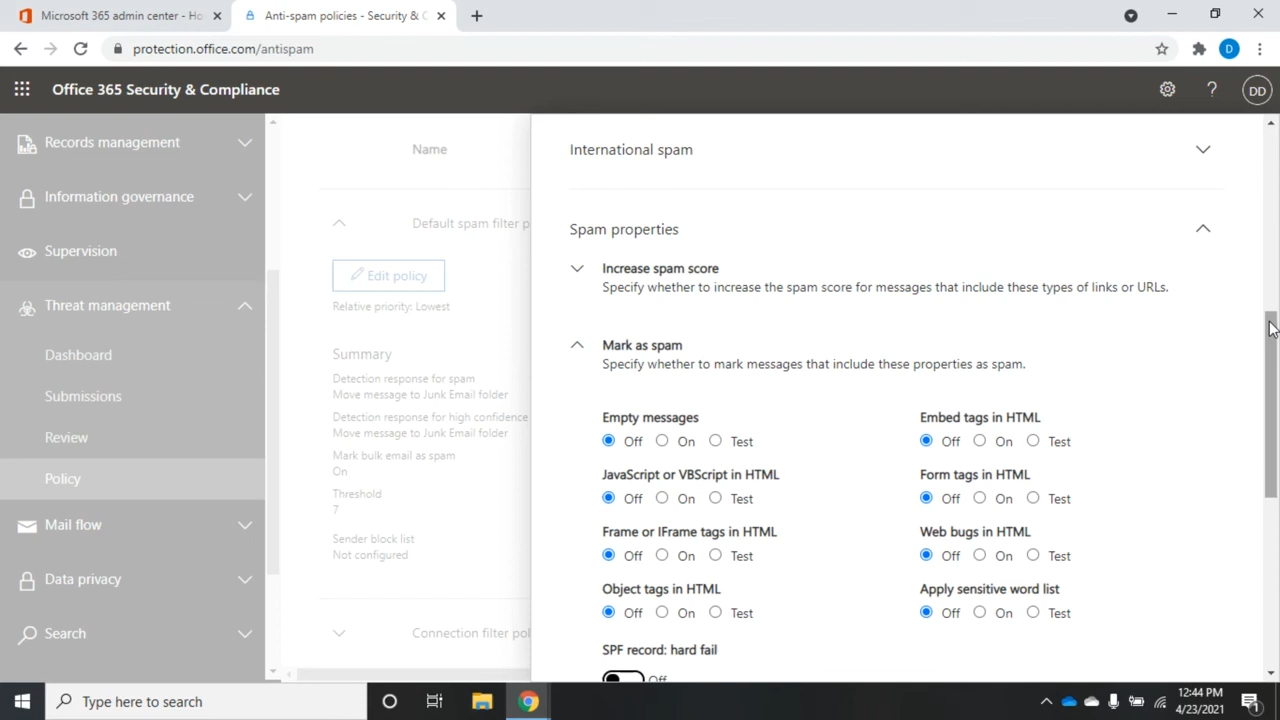 Microsoft 365 admin center - Ho
Anti-spam policies - Security & C
protection.office.com/antispam
D
Office 365 Security & Compliance
?
DD
Records management
Information governance
Supervision
Threat management
Dashboard
Submissions
Review
Policy
Mail flow
Data privacy
Search
Name
Default spam filter p
Edit policy
Relative priority: Lowest
Summary
Detection response for spam
Move message to Junk Email folder
Detection response for high confidence
Move message to Junk Email folder
Mark bulk email as spam
On
Threshold
7
Sender block list
Not configured
Connection filter pol
International spam
Spam properties
Increase spam score
Specify whether to increase the spam score for messages that include these types of links or URLs.
Mark as spam
Specify whether to mark messages that include these properties as spam.
Empty messages
Off On Test
Embed tags in HTML
Off On Test
JavaScript or VBScript in HTML
Off On Test
Form tags in HTML
Off On Test
Frame or IFrame tags in HTML
Off On Test
Web bugs in HTML
Off On Test
Object tags in HTML
Off On Test
Apply sensitive word list
Off On Test
SPF record: hard fail
Off
Type here to search
12:44 PM
4/23/2021
1